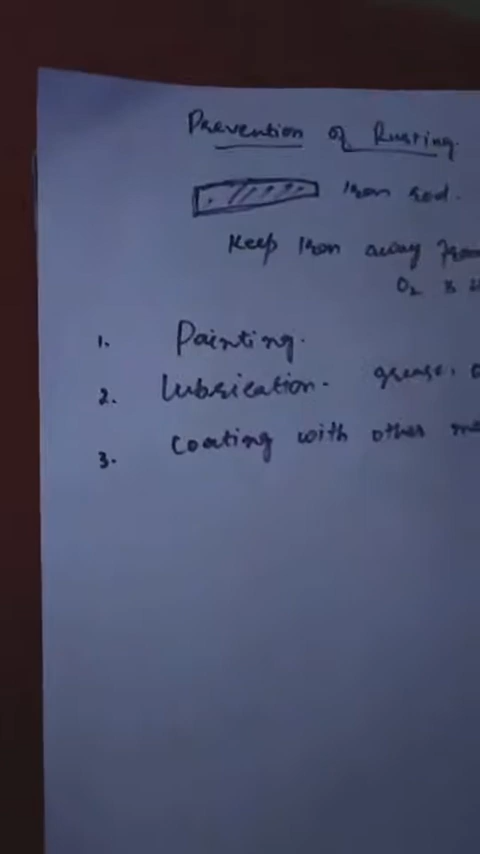 Prevention of Rusting.
Iron rod.
Keep Iron away from
O₂ &
1. Painting.
2. Lubrication. grease,
3. Coating with other